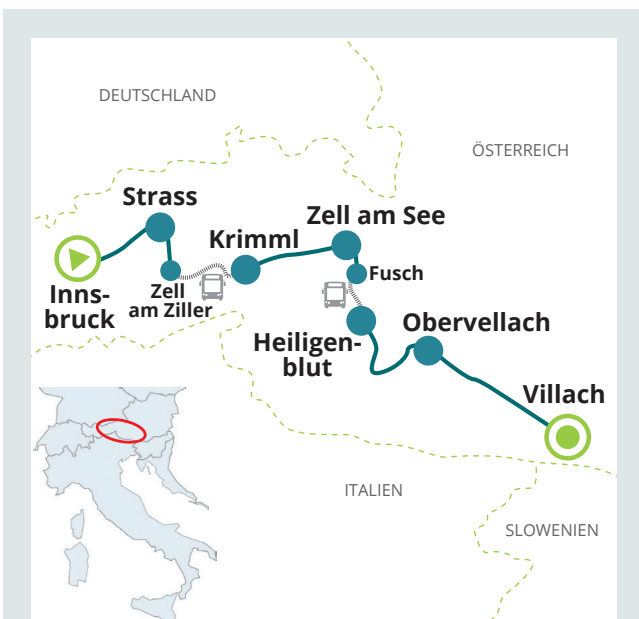 DEUTSCHLAND
ÖSTERREICH
Strass
Zell am See
Krimml
Fusch
Inns-
bruck
Zell
am Ziller
Heiligen-
blut
Obervellach
Villach
ITALIEN
SLOWENIEN